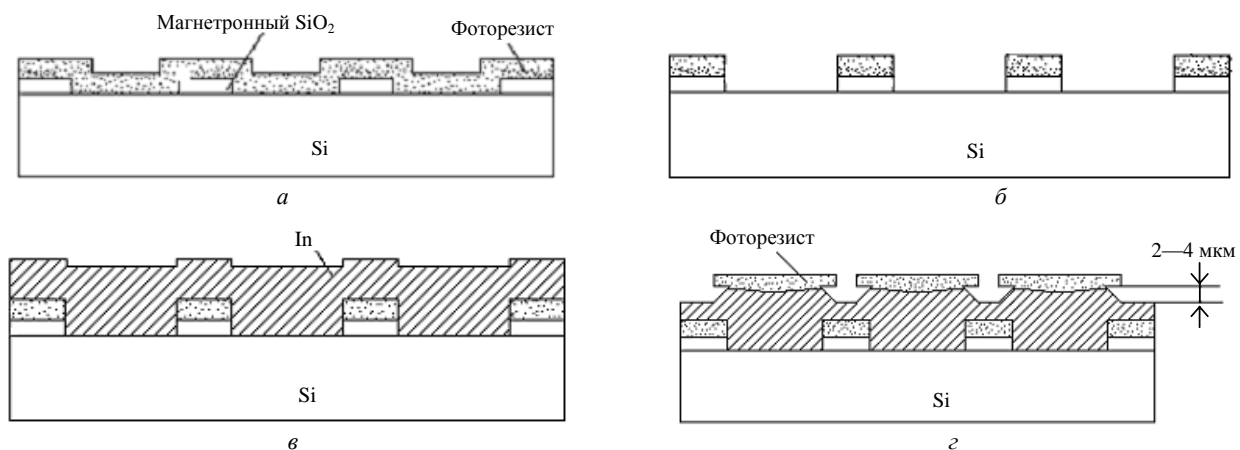 Магнетронный SiO₂
Фоторезист
Si
а
Si
б
In
Si
в
Фоторезист
2—4 мкм
Si
г